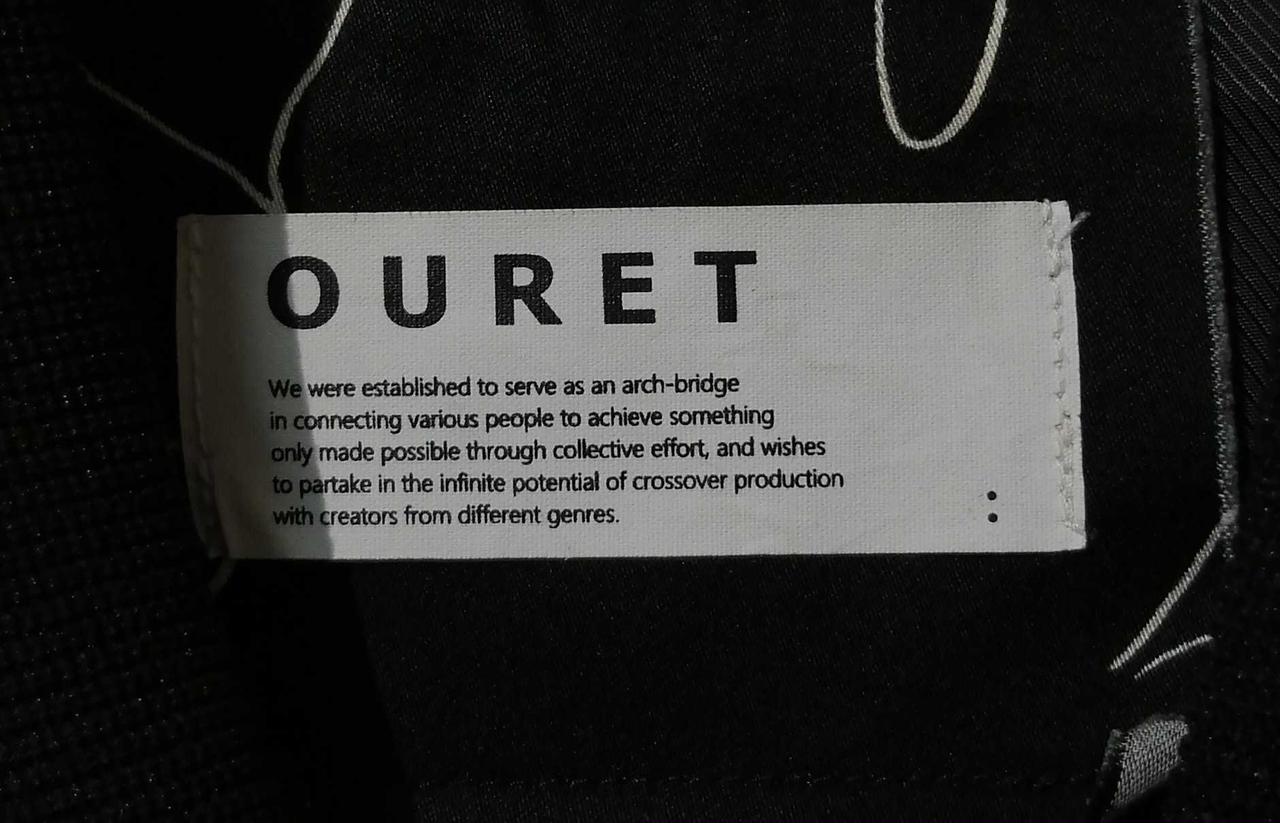 OURET
We were established to serve as an arch-bridge
in connecting various people to achieve something
only made possible through collective effort, and wishes
to partake in the infinite potential of crossover production
with creators from different genres.
: